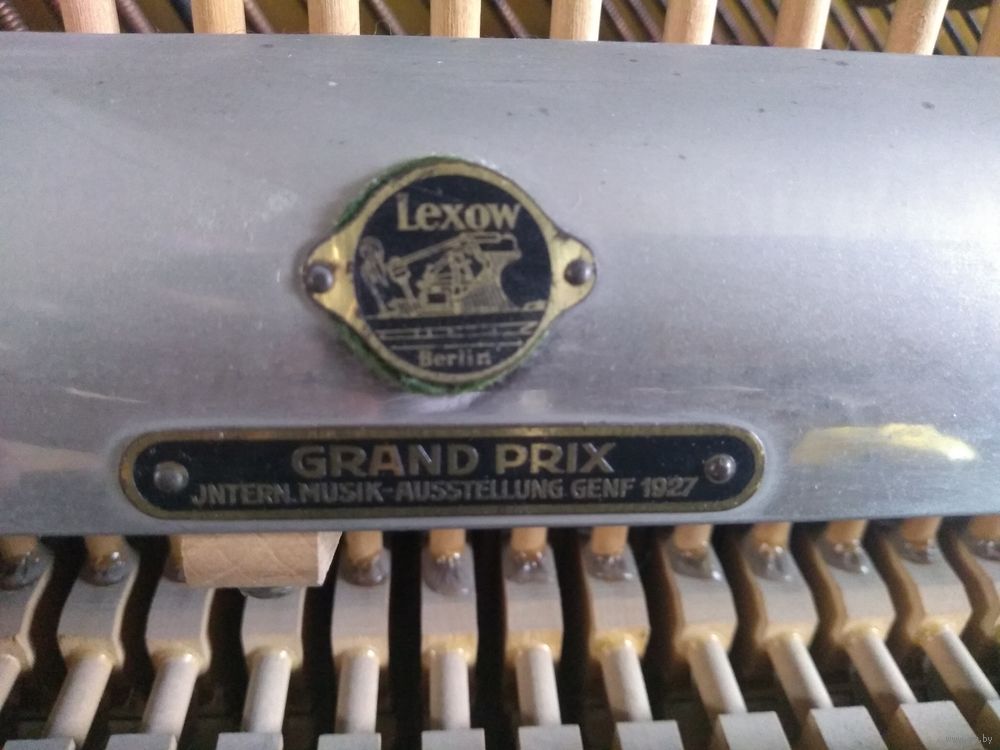 Lexow
Berlin
GRAND PRIX
JNTERN. MUSIK-AUSSTELLUNG GENF 1927